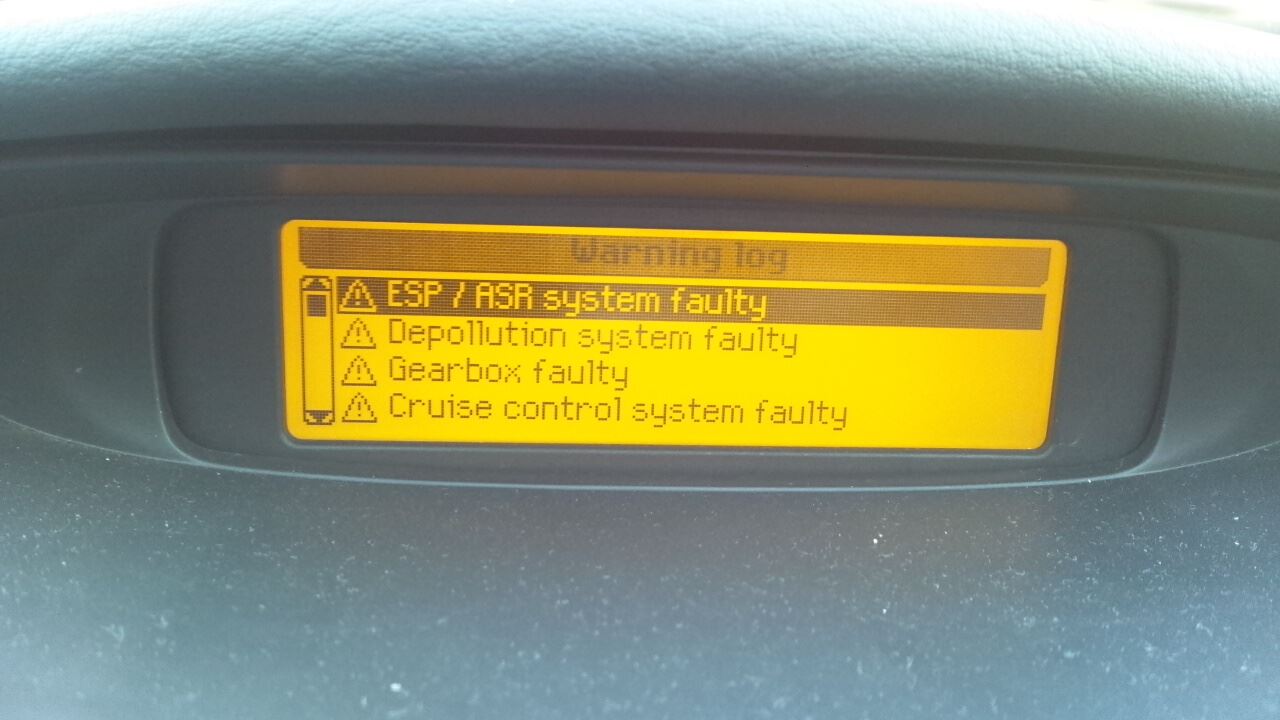 Warning log
ESP / ASR system faulty
Depollution system faulty
Gearbox faulty
Cruise control system faulty